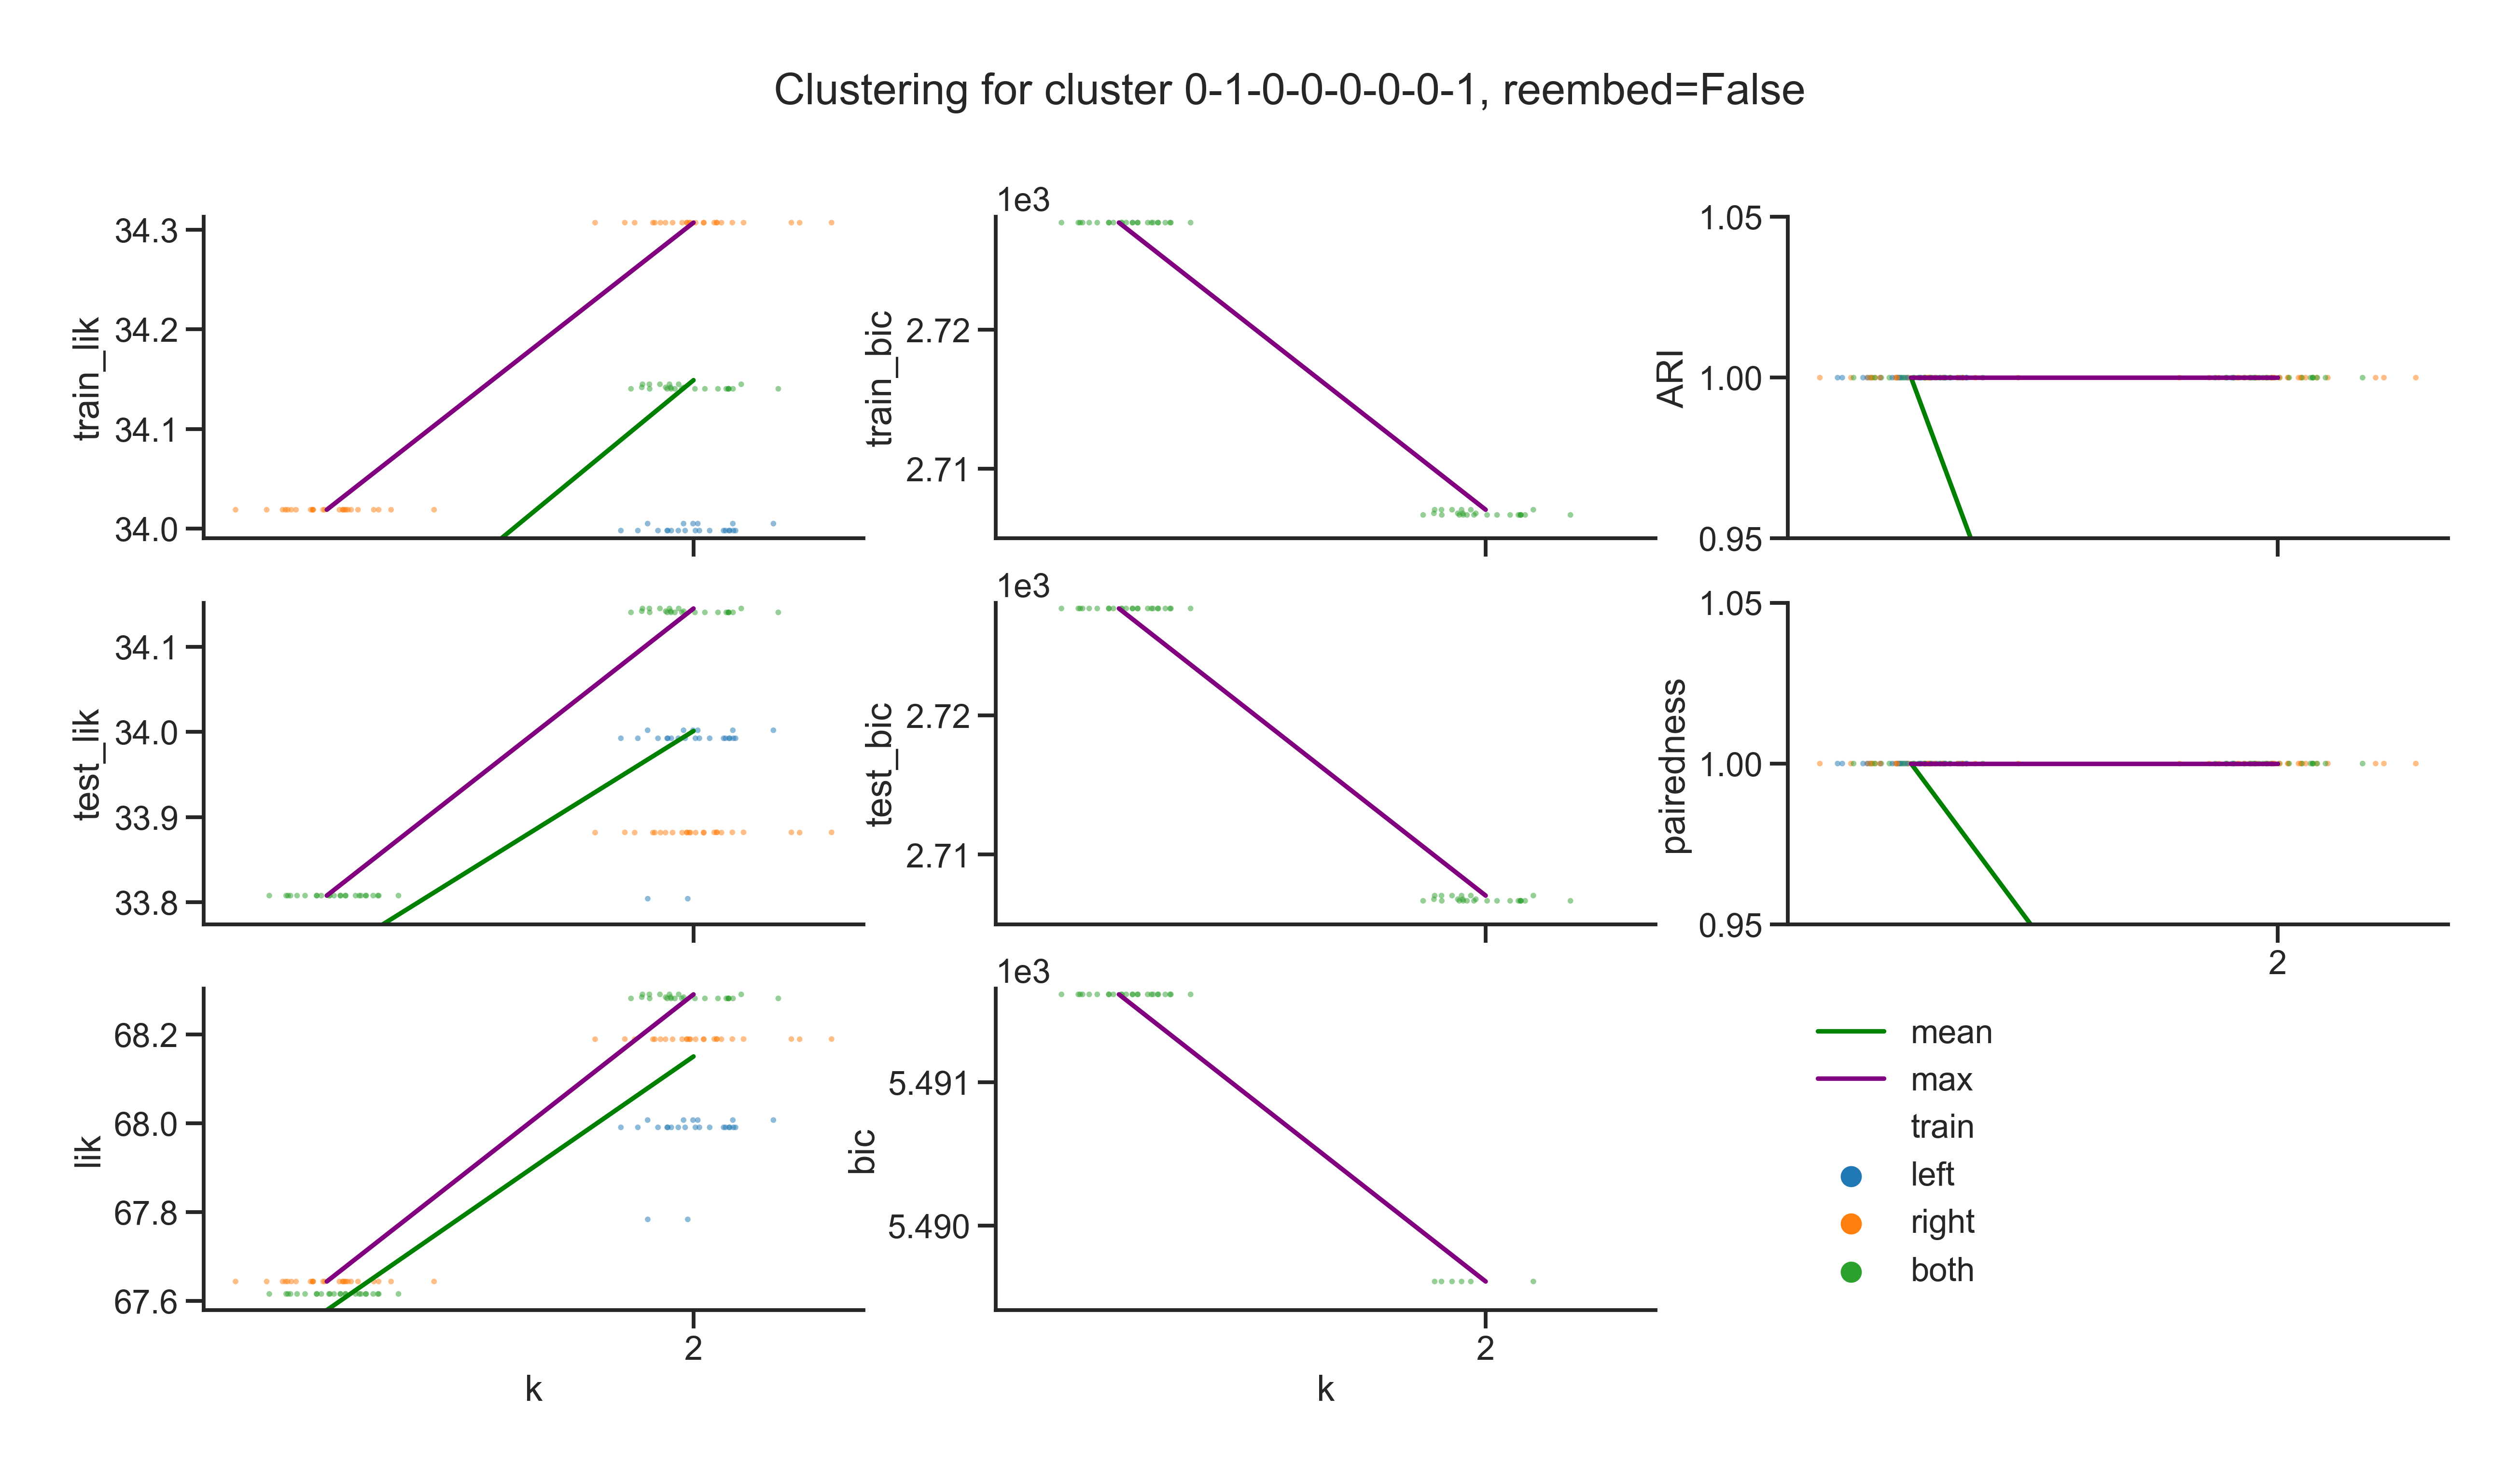 Clustering for cluster 0-1-0-0-0-0-0-1, reembed=False
train_lik
34.3
34.2
34.1
34.0
1e3
train_bic
2.72
2.71
ARI
1.05
1.00
0.95
test_lik
34.1
34.0
33.9
33.8
1e3
test_bic
2.72
2.71
pairedness
1.05
1.00
0.95
2
lik
68.2
68.0
67.8
67.6
2
k
1e3
bic
5.491
5.490
2
k
mean
max
train
left
right
both